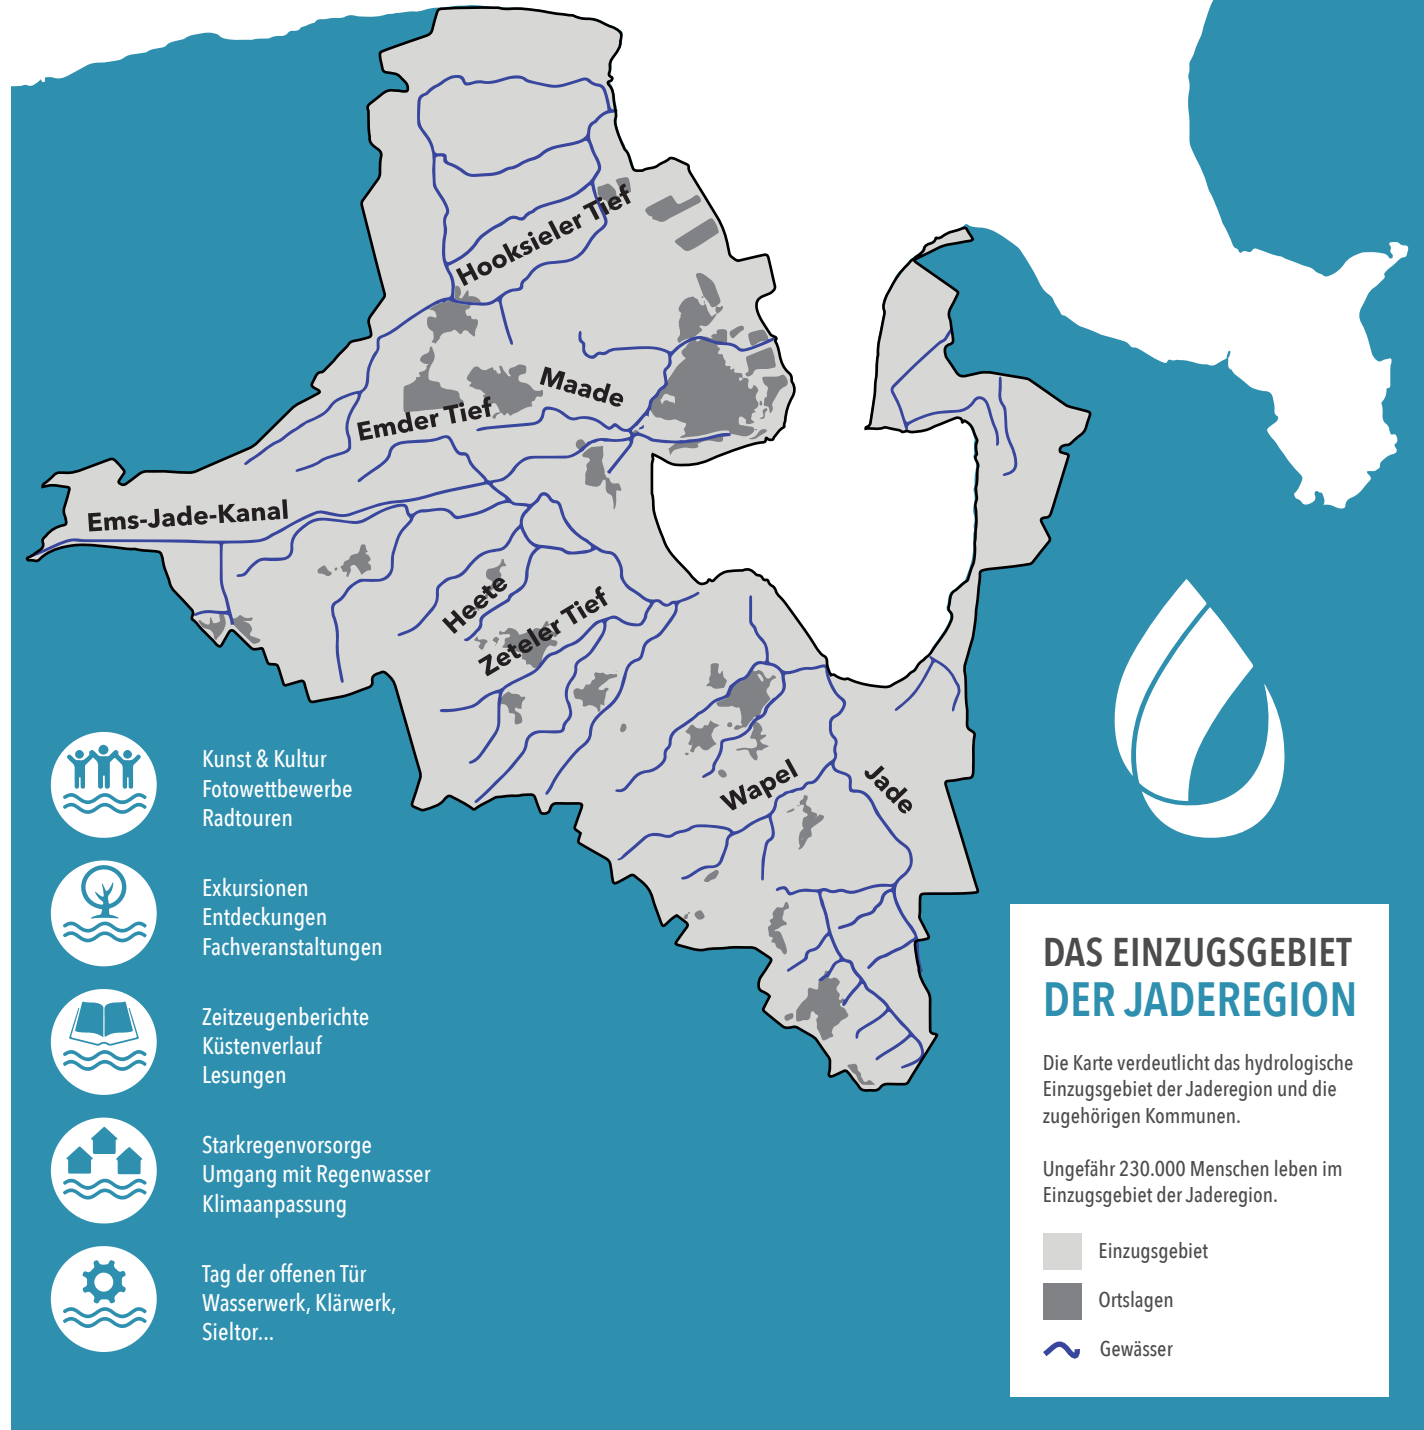 Hooksieler Tief
Maade
Emder Tief
Ems-Jade-Kanal
Heete
Zeteler Tief
Wapel
Jade
Kunst & Kultur
Fotowettbewerbe
Radtouren
Exkursionen
Entdeckungen
Fachveranstaltungen
Zeitzeugenberichte
Küstenverlauf
Lesungen
Starkregenvorsorge
Umgang mit Regenwasser
Klimaanpassung
Tag der offenen Tür
Wasserwerk, Klärwerk,
Sieltor...
DAS EINZUGSGEBIET
DER JADEREGION
Die Karte verdeutlicht das hydrologische
Einzugsgebiet der Jaderegion und die
zugehörigen Kommunen.
Ungefähr 230.000 Menschen leben im
Einzugsgebiet der Jaderegion.
Einzugsgebiet
Ortslagen
Gewässer